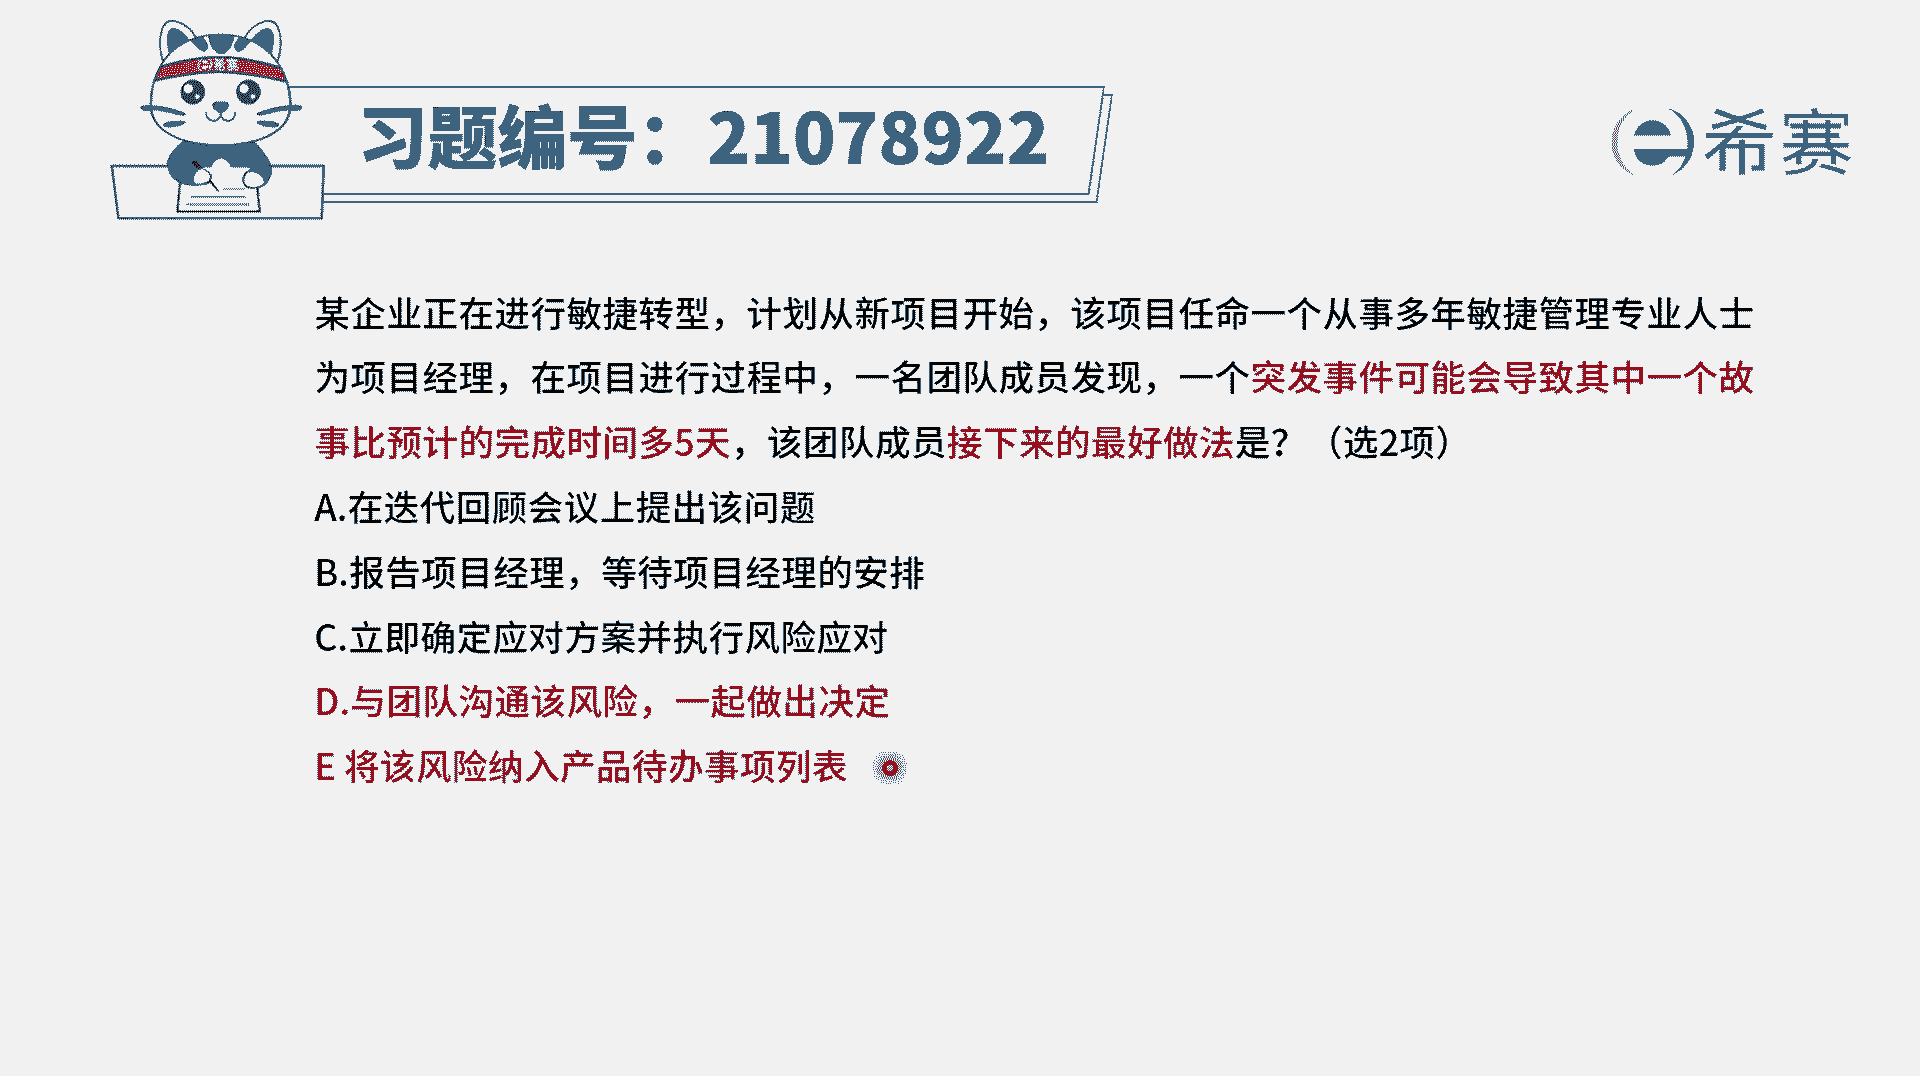 习题编号：21078922
希赛
某企业正在进行敏捷转型，计划从新项目开始，该项目任命一个从事多年敏捷管理专业人士
为项目经理，在项目进行过程中，一名团队成员发现，一个突发事件可能会导致其中一个故
事比预计的完成时间多5天，该团队成员接下来的最好做法是？（选2项）
A.在迭代回顾会议上提出该问题
B.报告项目经理，等待项目经理的安排
C.立即确定应对方案并执行风险应对
D.与团队沟通该风险，一起做出决定
E 将该风险纳入产品待办事项列表